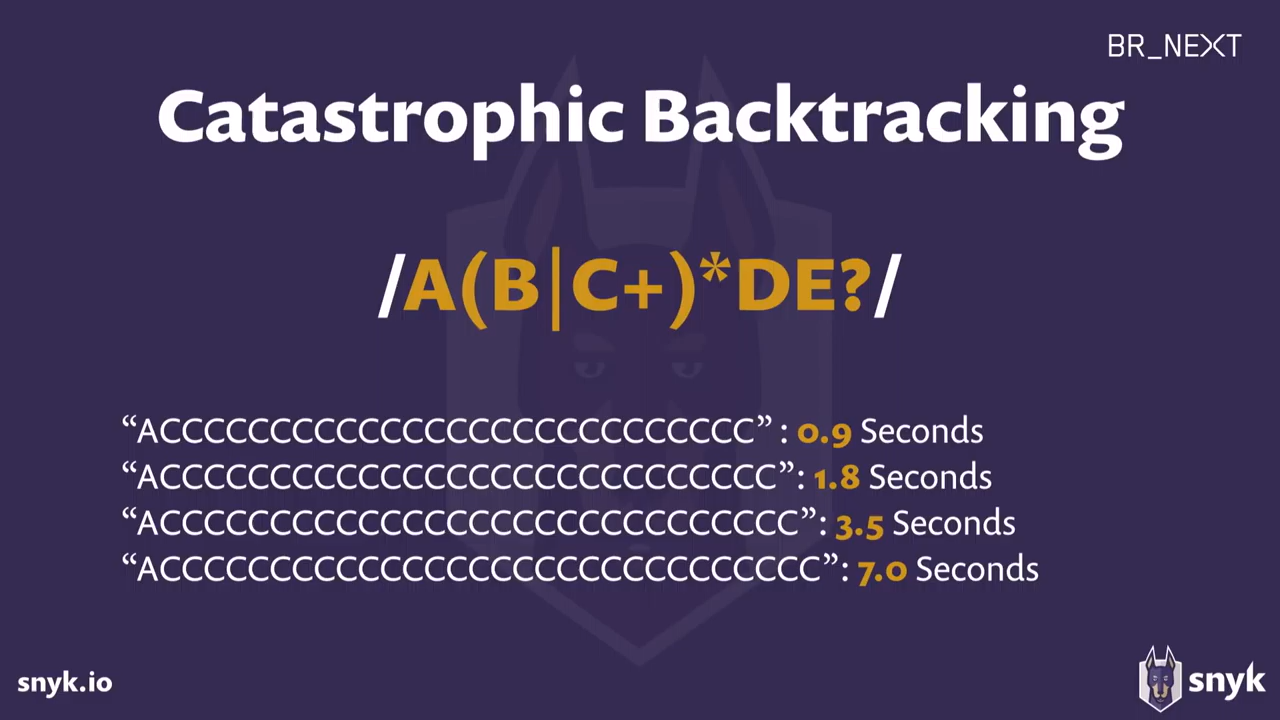 BR_NEXT
Catastrophic Backtracking
/A(B|C+)*DE?/
“ACCCCCCCCCCCCCCCCCCCCCCCCCCC” : 0.9 Seconds
“ACCCCCCCCCCCCCCCCCCCCCCCCCCCC”: 1.8 Seconds
“ACCCCCCCCCCCCCCCCCCCCCCCCCCCCC”: 3.5 Seconds
“ACCCCCCCCCCCCCCCCCCCCCCCCCCCCCC”: 7.0 Seconds
snyk.io
snyk